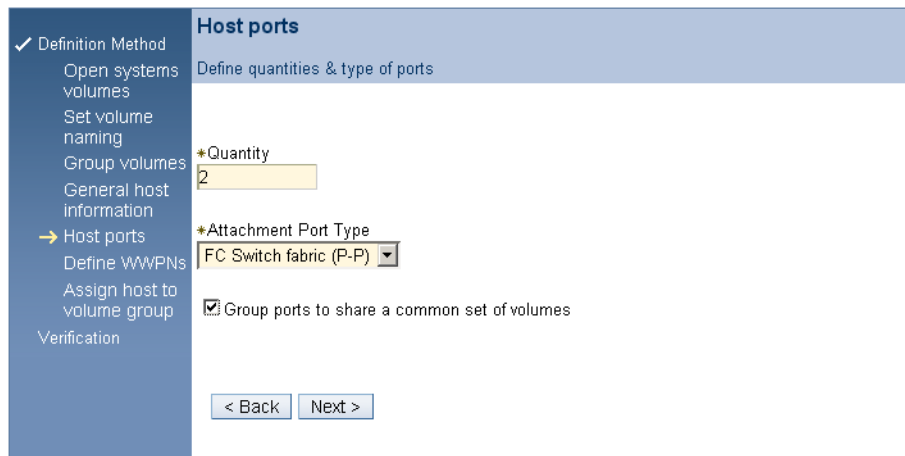 Definition Method
Open systems
volumes
Set volume
naming
Group volumes
General host
information
Host ports
Define WWPNs
Assign host to
volume group
Verification
Host ports
Define quantities & type of ports
*Quantity
2
*Attachment Port Type
FC Switch fabric (P-P)
Group ports to share a common set of volumes
< Back Next >